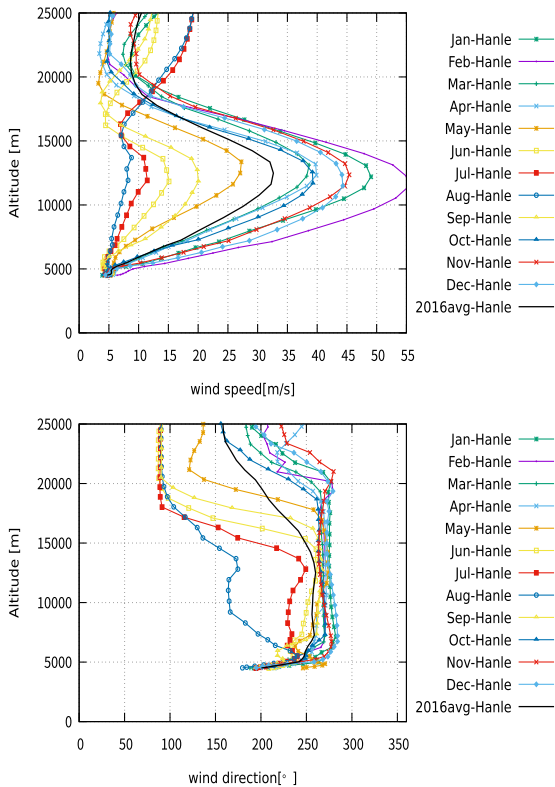 25000
20000
15000
10000
5000
0
Altitude [m]
0 5 10 15 20 25 30 35 40 45 50 55
wind speed[m/s]
Jan-Hanle
Feb-Hanle
Mar-Hanle
Apr-Hanle
May-Hanle
Jun-Hanle
Jul-Hanle
Aug-Hanle
Sep-Hanle
Oct-Hanle
Nov-Hanle
Dec-Hanle
2016avg-Hanle
25000
20000
15000
10000
5000
0
Altitude [m]
0 50 100 150 200 250 300 350
wind direction[° ]
Jan-Hanle
Feb-Hanle
Mar-Hanle
Apr-Hanle
May-Hanle
Jun-Hanle
Jul-Hanle
Aug-Hanle
Sep-Hanle
Oct-Hanle
Nov-Hanle
Dec-Hanle
2016avg-Hanle